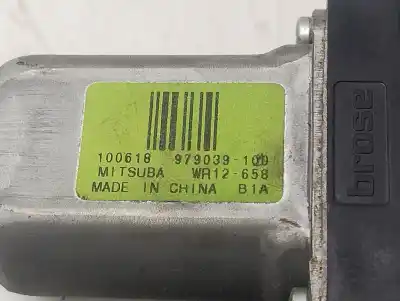 100618 979039-100
MITSUBA WR12-658
MADE IN CHINA B1A
brose